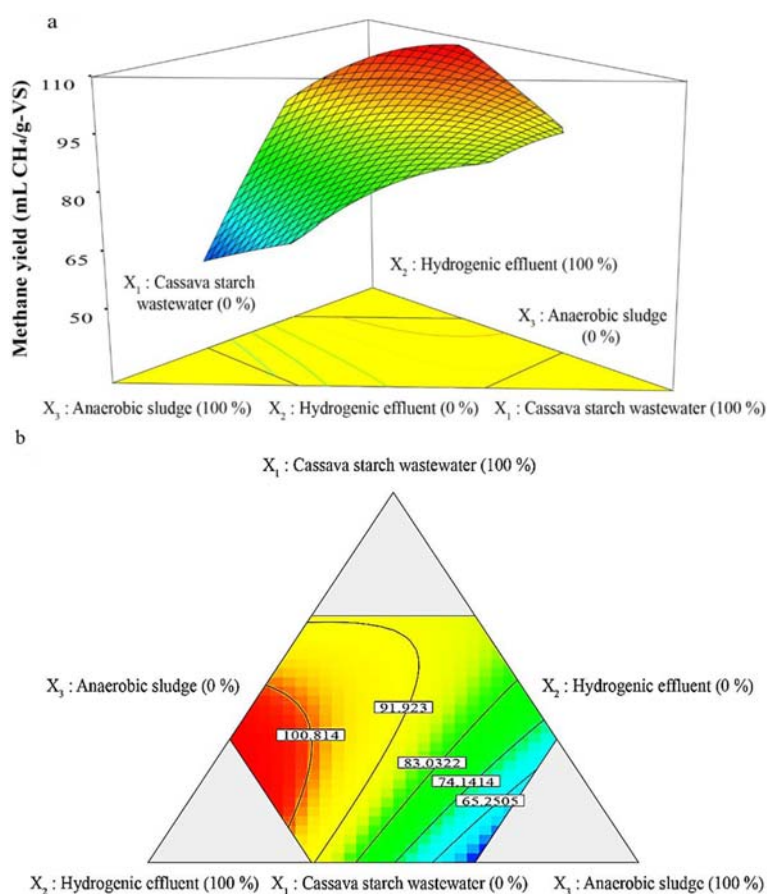 a
Methane yield (mL CH₄/g-VS)
110
95
80
65
50
X₁ : Cassava starch
wastewater (0 %)
X₂ : Hydrogenic effluent (100 %)
X₃ : Anaerobic sludge
(0 %)
X₃ : Anaerobic sludge (100 %)
X₂ : Hydrogenic effluent (0 %)
X₁ : Cassava starch wastewater (100 %)
b
X₁ : Cassava starch wastewater (100 %)
X₃ : Anaerobic sludge (0 %)
X₂ : Hydrogenic effluent (0 %)
91.923
100.814
83.0322
74.1414
65.2505
X₂ : Hydrogenic effluent (100 %)
X₁ : Cassava starch wastewater (0 %)
X₃ : Anaerobic sludge (100 %)